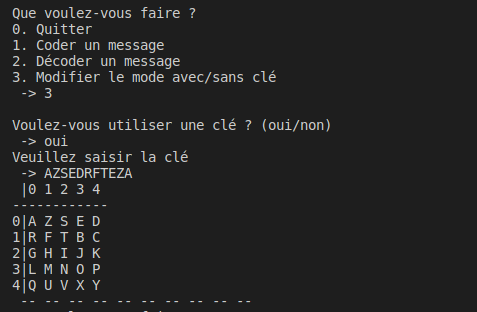 Que voulez-vous faire ?
0. Quitter
1. Coder un message
2. Décoder un message
3. Modifier le mode avec/sans clé
 -> 3

Voulez-vous utiliser une clé ? (oui/non)
 -> oui
Veuillez saisir la clé
 -> AZSEDRFTEZA
 |0 1 2 3 4
------------
0|A Z S E D
1|R F T B C
2|G H I J K
3|L M N O P
4|Q U V X Y
 -- -- -- -- -- -- -- -- -- --